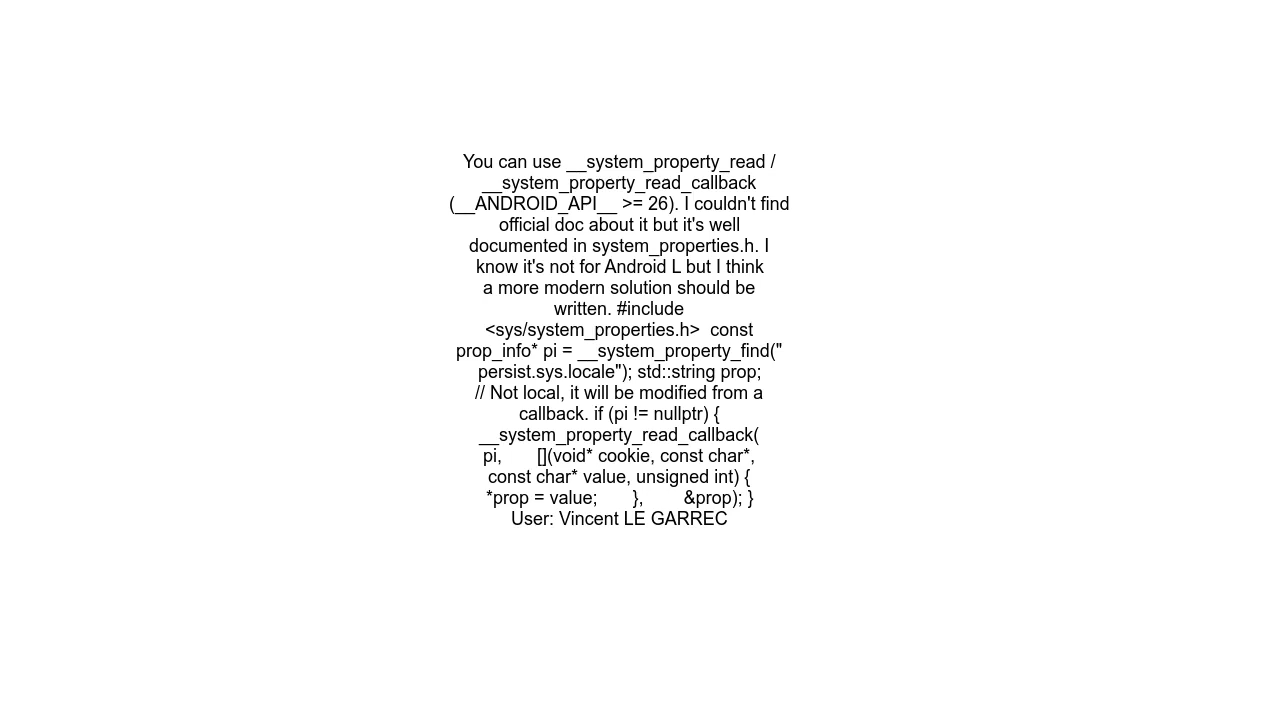 You can use __system_property_read /
__system_property_read_callback
(__ANDROID_API__ >= 26). I couldn't find
official doc about it but it's well
documented in system_properties.h. I
know it's not for Android L but I think
a more modern solution should be
written. #include
<sys/system_properties.h>  const
prop_info* pi = __system_property_find("
persist.sys.locale"); std::string prop;
// Not local, it will be modified from a
callback. if (pi != nullptr) {
__system_property_read_callback(
pi,       [](void* cookie, const char*,
const char* value, unsigned int) {
*prop = value;       },        &prop); }
User: Vincent LE GARREC